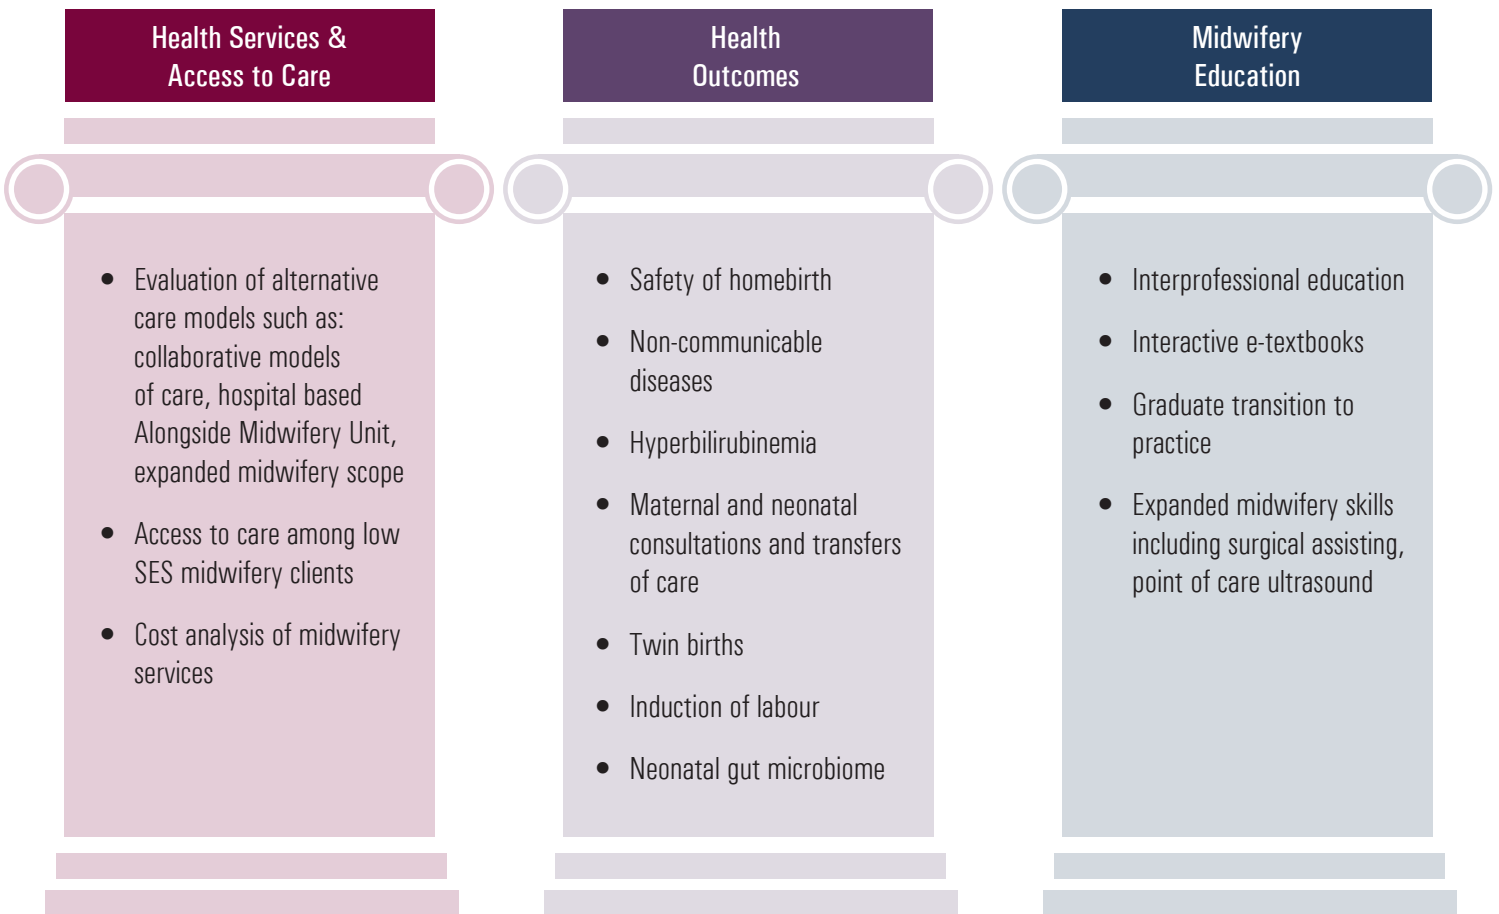 Health Services &
Access to Care
• Evaluation of alternative
care models such as:
collaborative models
of care, hospital based
Alongside Midwifery Unit,
expanded midwifery scope
• Access to care among low
SES midwifery clients
• Cost analysis of midwifery
services
Health
Outcomes
• Safety of homebirth
• Non-communicable
diseases
• Hyperbilirubinemia
• Maternal and neonatal
consultations and transfers
of care
• Twin births
• Induction of labour
• Neonatal gut microbiome
Midwifery
Education
• Interprofessional education
• Interactive e-textbooks
• Graduate transition to
practice
• Expanded midwifery skills
including surgical assisting,
point of care ultrasound